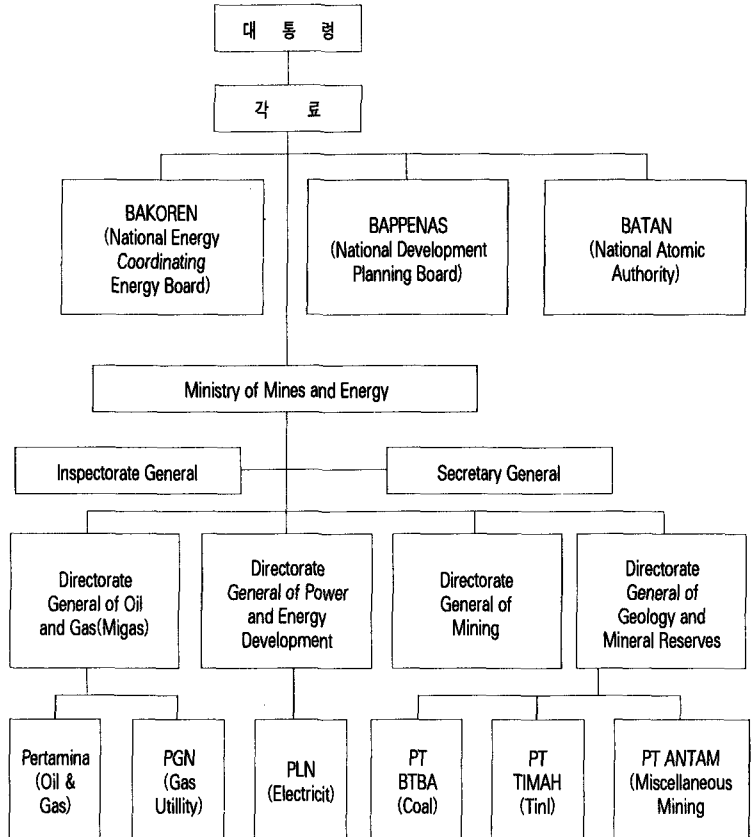 대 통 령
각 료
BAKOREN
(National Energy
Coordinating
Energy Board)
BAPPENAS
(National Development
Planning Board)
BATAN
(National Atomic
Authority)
Ministry of Mines and Energy
Inspectorate General
Secretary General
Directorate
General of Oil
and Gas(Migas)
Directorate
General of Power
and Energy
Development
Directorate
General of
Mining
Directorate
General of
Geology and
Mineral Reserves
Pertamina
(Oil &
Gas)
PGN
(Gas
Utillity)
PLN
(Electricit)
PT
BTBA
(Coal)
PT
TIMAH
(Tinl)
PT ANTAM
(Miscellaneous
Mining